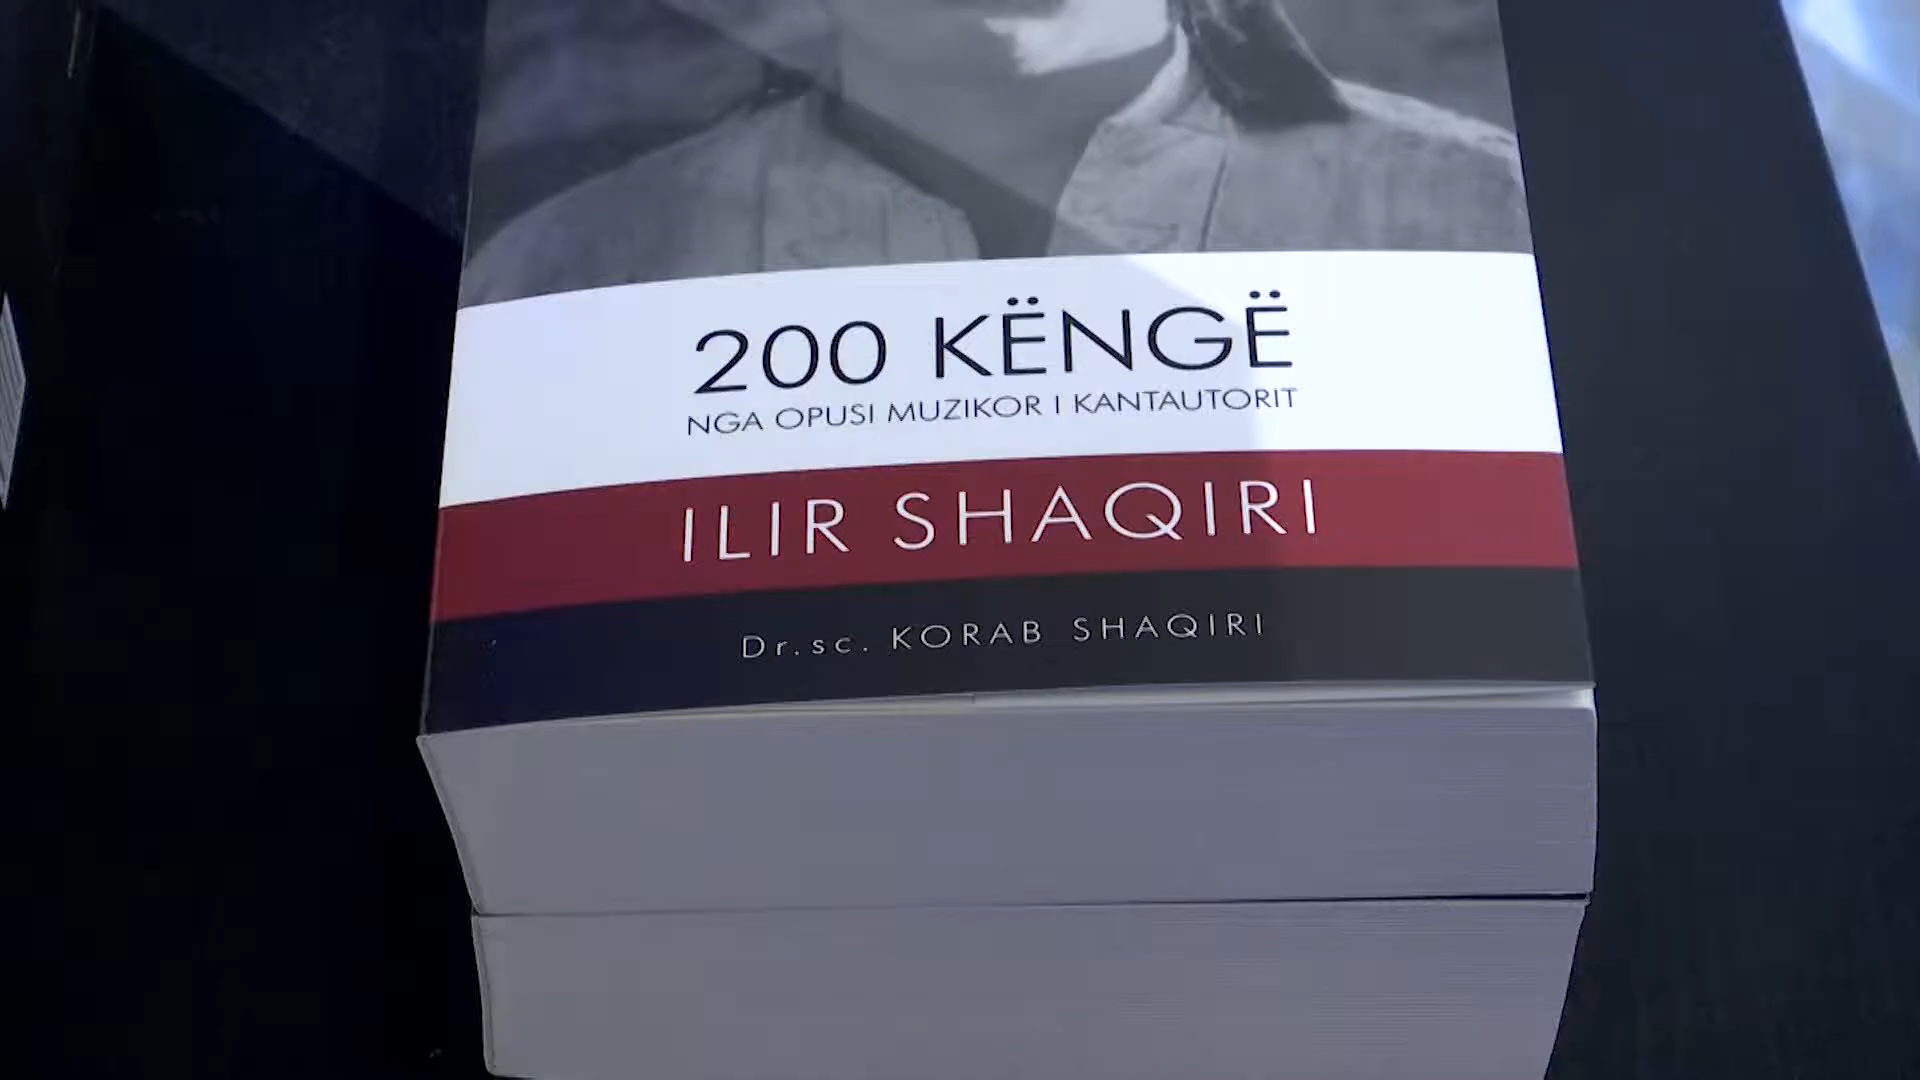 200 KËNGË
NGA OPUSI MUZIKOR I KANTAUTORIT
ILIR SHAQIRI
Dr.sc. KORAB SHAQIRI